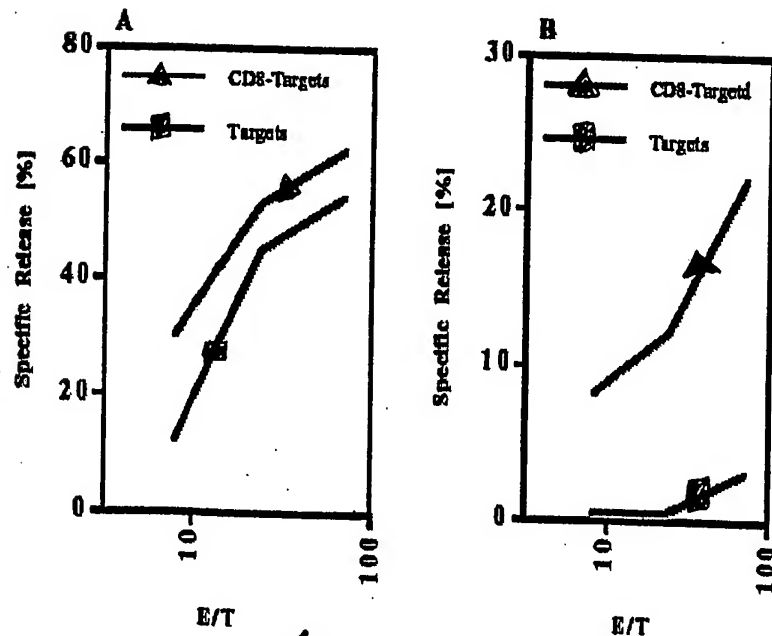 A
80
60
40
20
0
CD8-Targets
Targets
Specific Release [%]
10
100
E/T
B
30
20
10
0
CD8-Targetd
Targets
Specific Release [%]
10
100
E/T